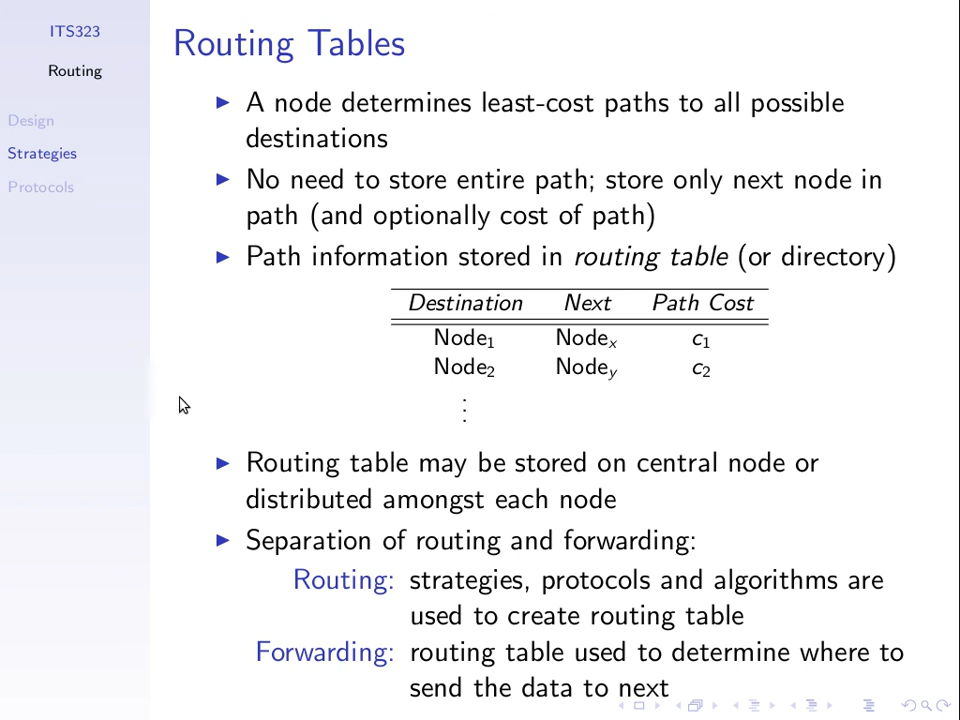 ITS323
Routing
Design
Strategies
Protocols
Routing Tables
A node determines least-cost paths to all possible
destinations
No need to store entire path; store only next node in
path (and optionally cost of path)
Path information stored in routing table (or directory)
Destination Next Path Cost
Node₁ Nodeₓ c₁
Node₂ Node_y c₂
⋮
Routing table may be stored on central node or
distributed amongst each node
Separation of routing and forwarding:
Routing: strategies, protocols and algorithms are
used to create routing table
Forwarding: routing table used to determine where to
send the data to next